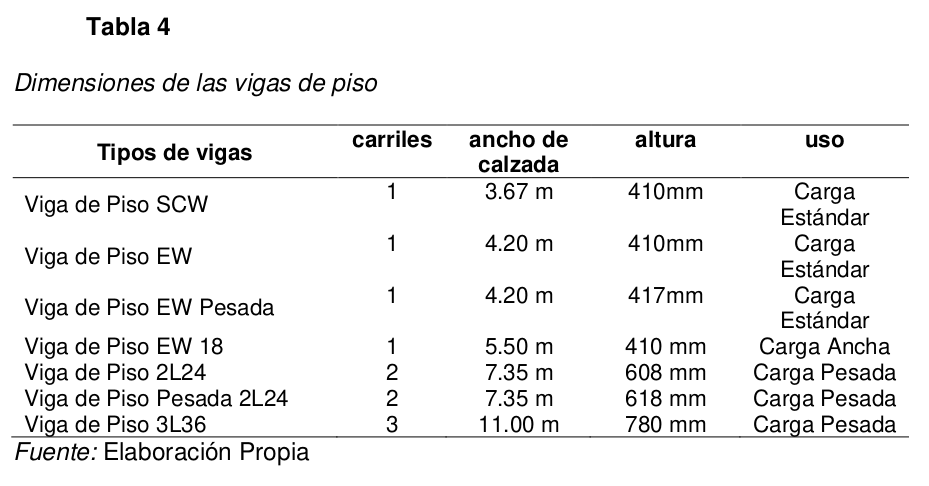 Tabla 4
Dimensiones de las vigas de piso
Tipos de vigas carriles ancho de calzada altura uso
Viga de Piso SCW 1 3.67 m 410mm Carga Estándar
Viga de Piso EW 1 4.20 m 410mm Carga Estándar
Viga de Piso EW Pesada 1 4.20 m 417mm Carga Estándar
Viga de Piso EW 18 1 5.50 m 410 mm Carga Ancha
Viga de Piso 2L24 2 7.35 m 608 mm Carga Pesada
Viga de Piso Pesada 2L24 2 7.35 m 618 mm Carga Pesada
Viga de Piso 3L36 3 11.00 m 780 mm Carga Pesada
Fuente: Elaboración Propia